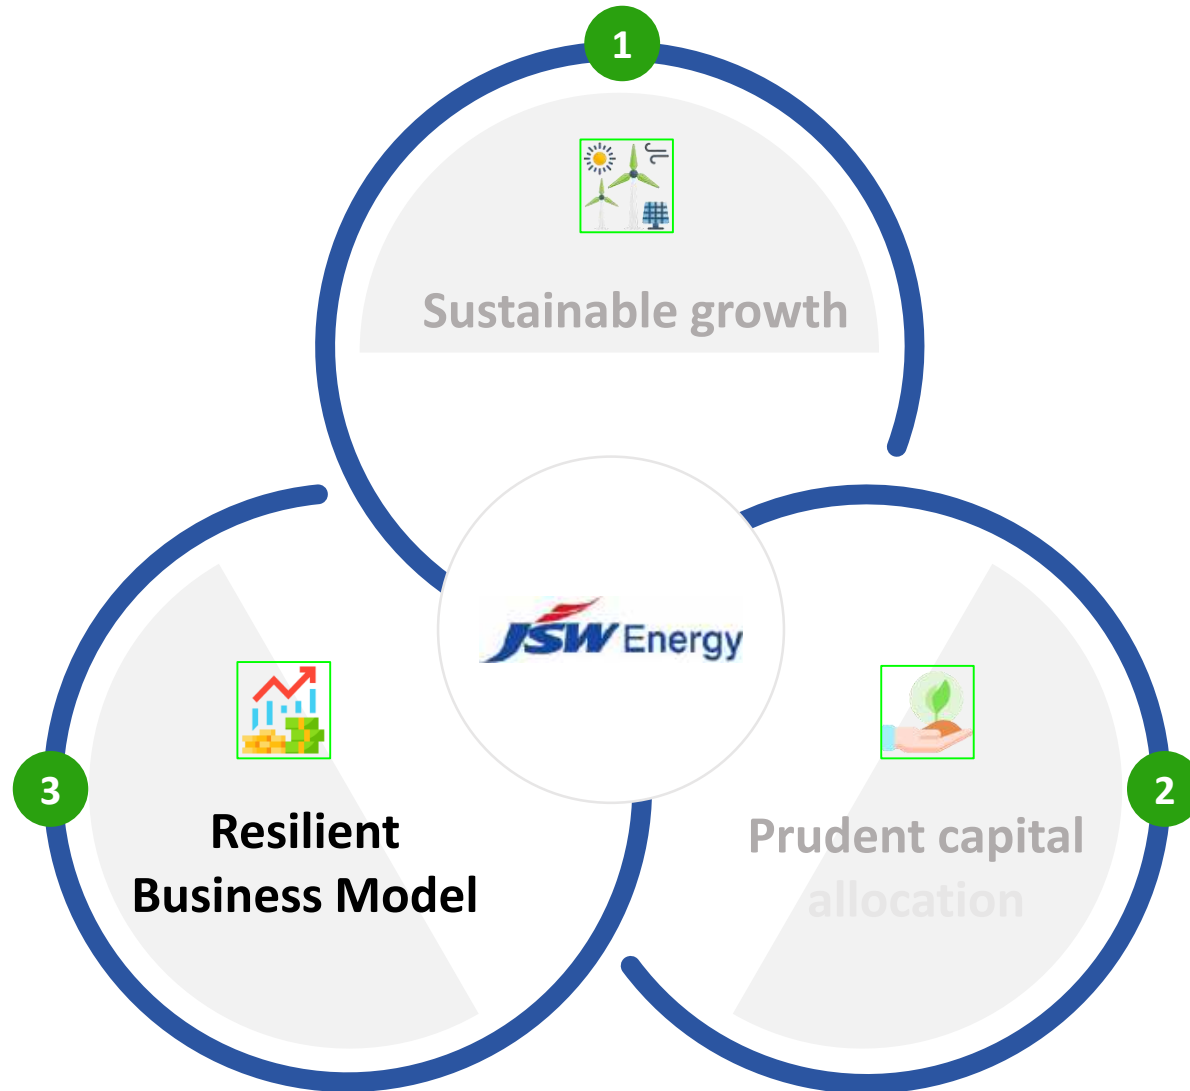 1
Sustainable growth
JSW Energy
3
Resilient
Business Model
2
Prudent capital
allocation